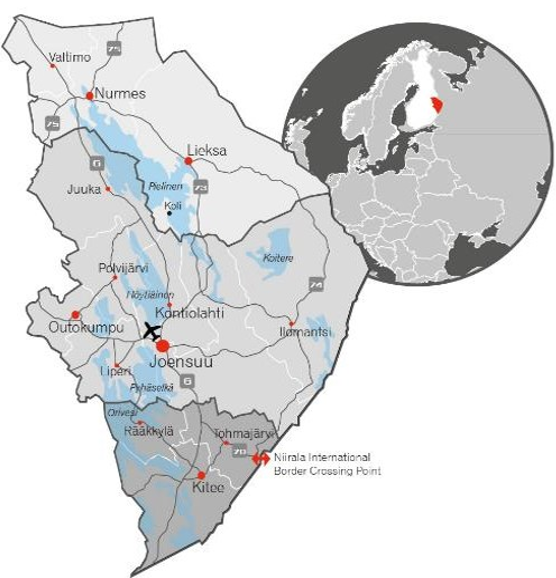 75
Valtimo
Nurmes
75
Lieksa
6
Pielinen
73
Juuka
Koli
Koitere
Polvijärvi
74
Höytiäinen
Kontiolahti
Outokumpu
Ilomantsi
Joensuu
Liperi
6
Pyhäselkä
Orivesi
Rääkkylä
Tohmajärvi
70
Niirala International
Border Crossing Point
Kitee